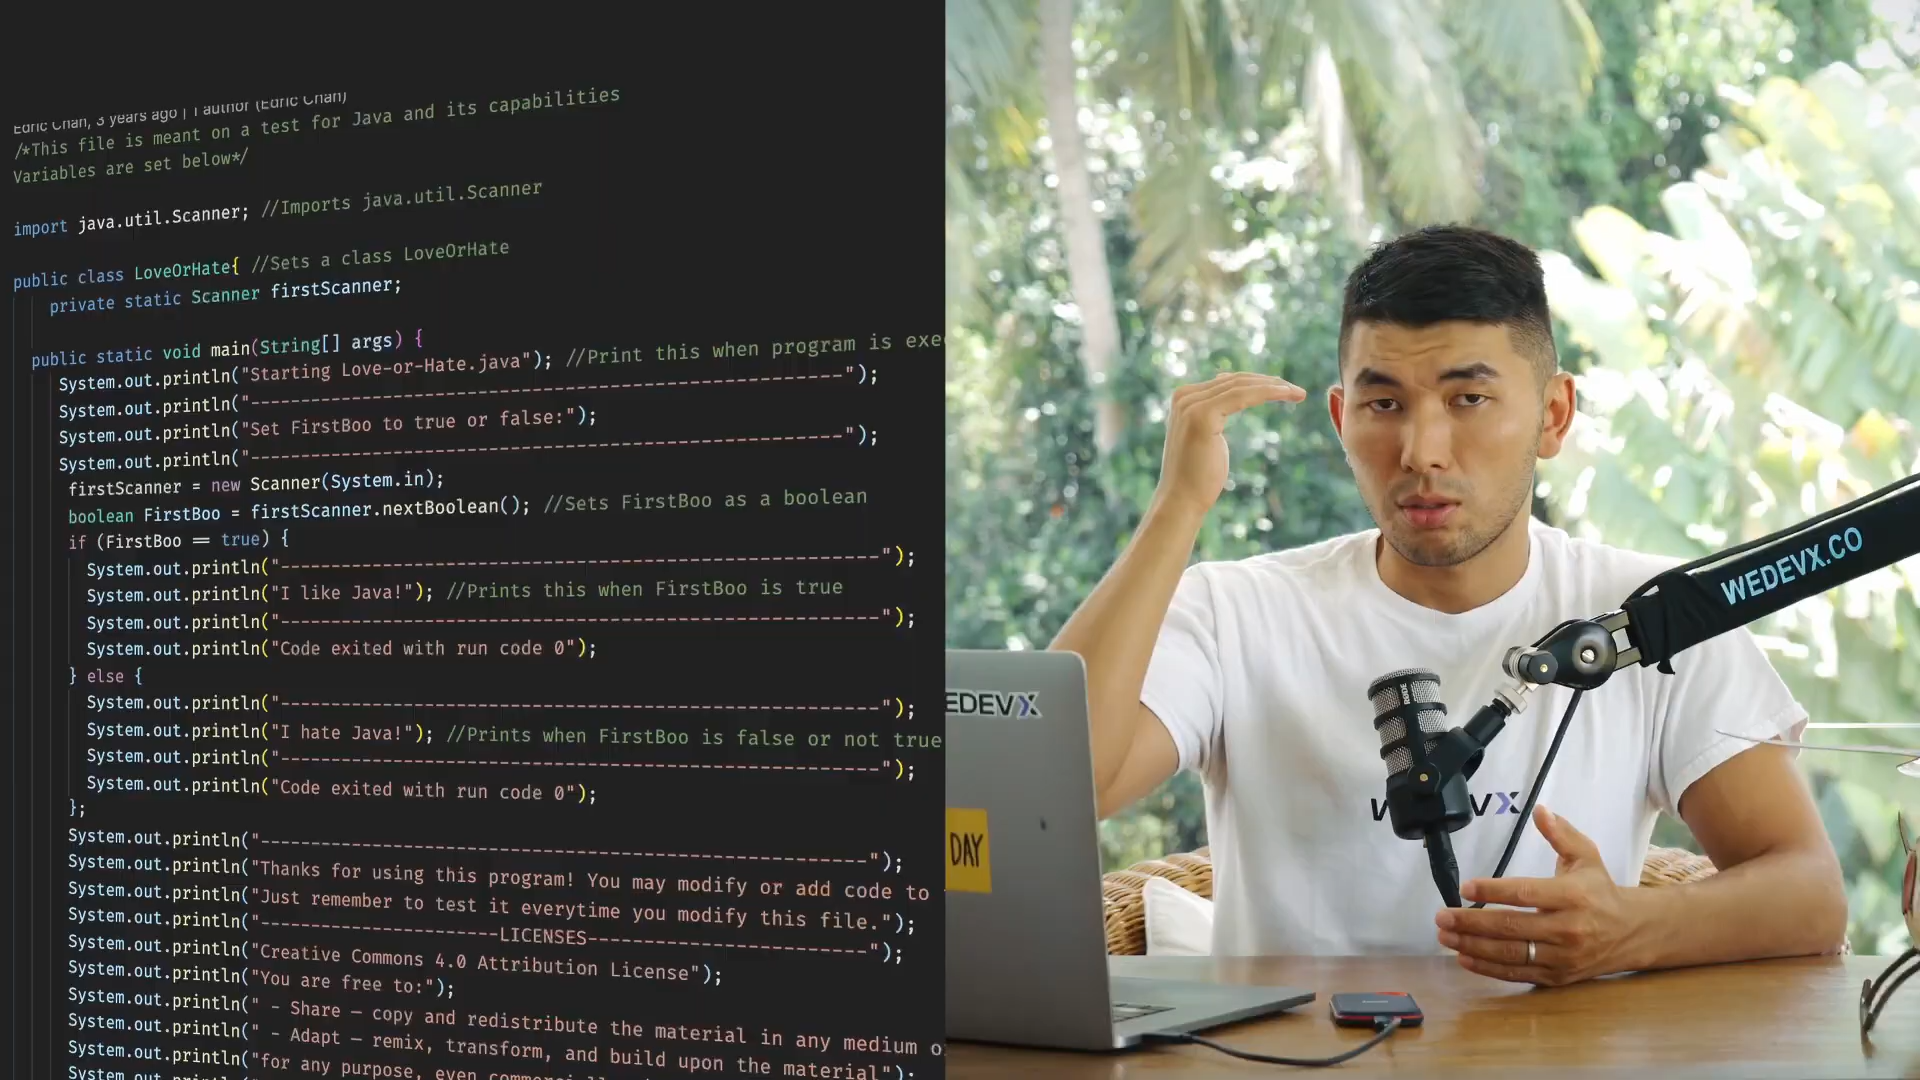 Edric Chan, 3 years ago | 1 author (Edric Chan)
/*This file is meant on a test for Java and its capabilities
Variables are set below*/
import java.util.Scanner; //Imports java.util.Scanner
public class LoveOrHate{ //Sets a class LoveOrHate
private static Scanner firstScanner;
public static void main(String[] args) {
System.out.println("Starting Love-or-Hate.java"); //Print this when program is exe
System.out.println("-----------------------------------------------------------------");
System.out.println("Set FirstBoo to true or false:");
System.out.println("-----------------------------------------------------------------");
firstScanner = new Scanner(System.in);
boolean FirstBoo = firstScanner.nextBoolean(); //Sets FirstBoo as a boolean
if (FirstBoo == true) {
System.out.println("-----------------------------------------------------------------");
System.out.println("I like Java!"); //Prints this when FirstBoo is true
System.out.println("-----------------------------------------------------------------");
System.out.println("Code exited with run code 0");
} else {
System.out.println("-----------------------------------------------------------------");
System.out.println("I hate Java!"); //Prints when FirstBoo is false or not true
System.out.println("-----------------------------------------------------------------");
System.out.println("Code exited with run code 0");
};
System.out.println("-----------------------------------------------------------------");
System.out.println("Thanks for using this program! You may modify or add code to
System.out.println("Just remember to test it everytime you modify this file.");
System.out.println("--------------------------LICENSES-------------------------------");
System.out.println("Creative Commons 4.0 Attribution License");
System.out.println("You are free to:");
System.out.println(" - Share — copy and redistribute the material in any medium o
System.out.println(" - Adapt — remix, transform, and build upon the material");
System.out.println("for any purpose, even
System.out.println(
WEDEVX.CO
EDEVX
RØDE
VX
DAY